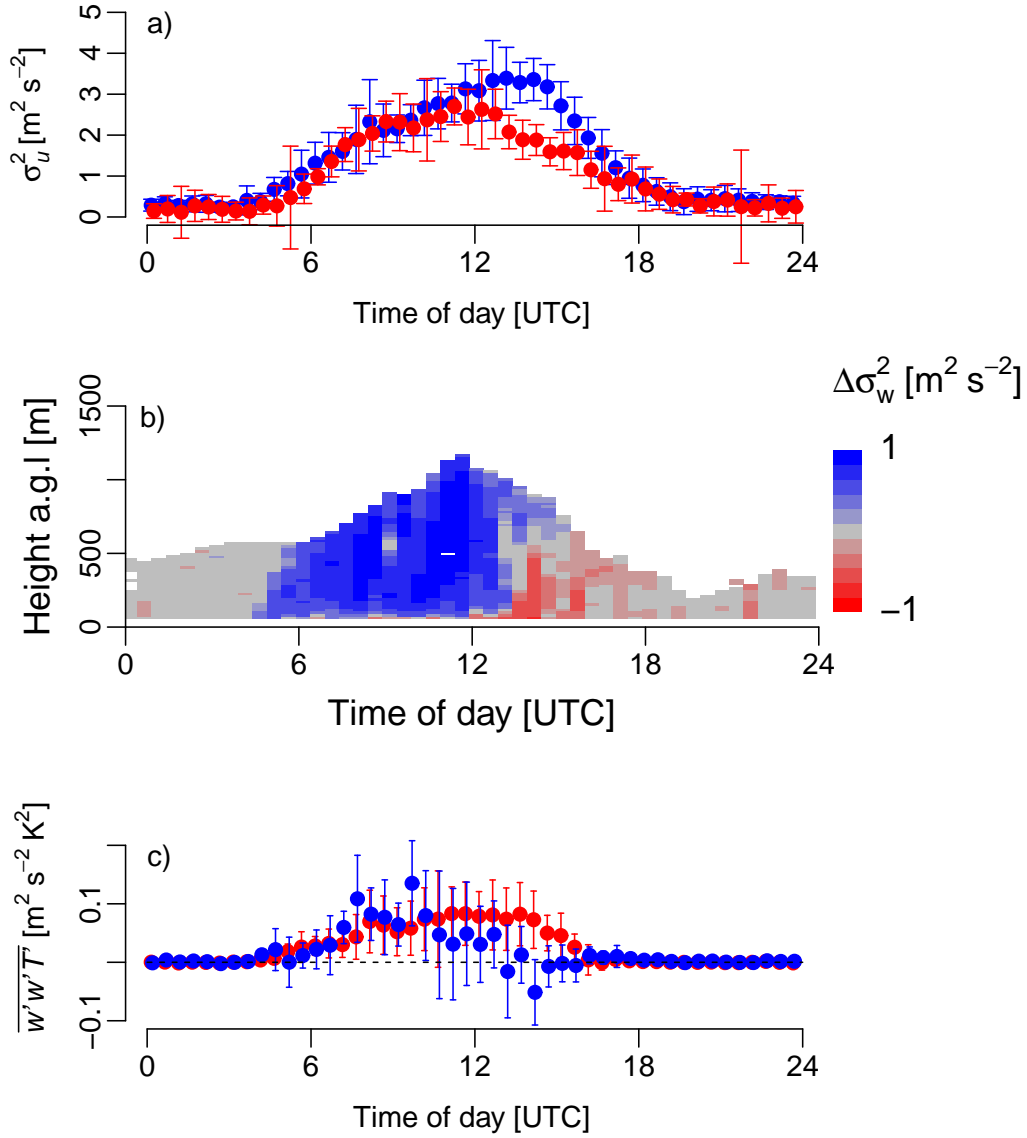 a)
σ²ᵤ [m² s⁻²]
5
4
3
2
1
0
0 6 12 18 24
Time of day [UTC]
b)
Height a.g.l [m]
1500
500
0
0 6 12 18 24
Time of day [UTC]
Δσ²w [m² s⁻²]
1
−1
c)
w'w'T' [m² s⁻² K²]
0.1
−0.1
0 6 12 18 24
Time of day [UTC]